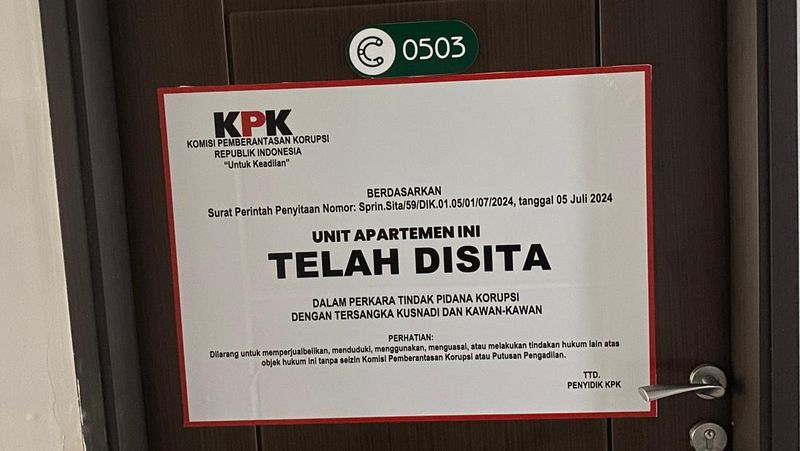 0503
KPK
KOMISI PEMBERANTASAN KORUPSI
REPUBLIK INDONESIA
“Untuk Keadilan”
BERDASARKAN
Surat Perintah Penyitaan Nomor: Sprin.Sita/59/DIK.01.05/01/07/2024, tanggal 05 Juli 2024
UNIT APARTEMEN INI
TELAH DISITA
DALAM PERKARA TINDAK PIDANA KORUPSI
DENGAN TERSANGKA KUSNADI DAN KAWAN-KAWAN
PERHATIAN:
Dilarang untuk memperjualbelikan, menduduki, menggunakan, menguasai, atau melakukan tindakan hukum lain atas
objek hukum ini tanpa seizin Komisi Pemberantasan Korupsi atau Putusan Pengadilan.
TTD.
PENYIDIK KPK